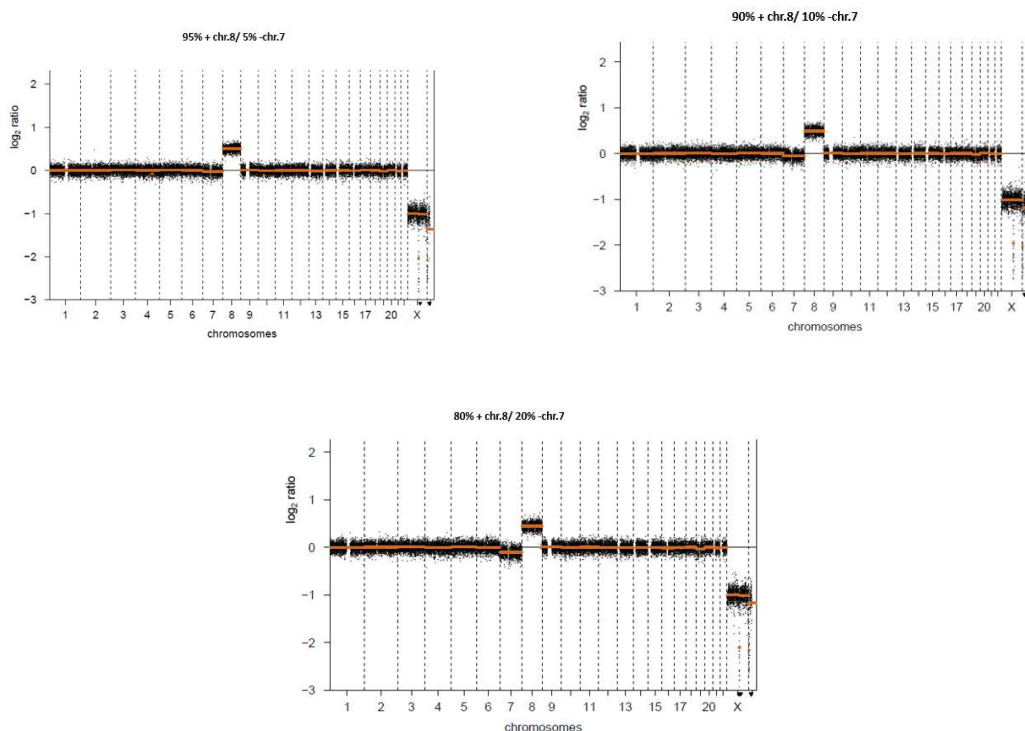 95% + chr.8/ 5% -chr.7
2
1
0
−1
−2
−3
log2 ratio
1 2 3 4 5 6 7 8 9 11 13 15 17 20 X
chromosomes
90% + chr.8/ 10% -chr.7
2
1
0
−1
−2
−3
log2 ratio
1 2 3 4 5 6 7 8 9 11 13 15 17 20 X
chromosomes
80% + chr.8/ 20% -chr.7
2
1
0
−1
−2
−3
log2 ratio
1 2 3 4 5 6 7 8 9 11 13 15 17 20 X
chromosomes